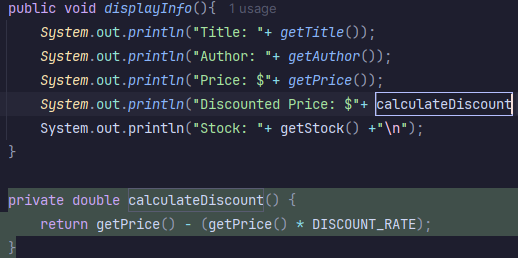 public void displayInfo(){ 1 usage
System.out.println("Title: "+ getTitle());
System.out.println("Author: "+ getAuthor());
System.out.println("Price: $"+ getPrice());
System.out.println("Discounted Price: $"+ calculateDiscount
System.out.println("Stock: "+ getStock() +"\n");
}
private double calculateDiscount() {
return getPrice() - (getPrice() * DISCOUNT_RATE);
}